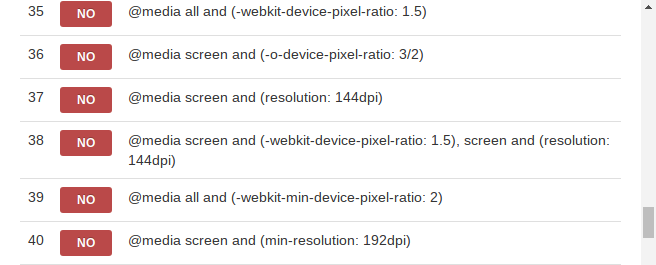 35 NO @media all and (-webkit-device-pixel-ratio: 1.5)
36 NO @media screen and (-o-device-pixel-ratio: 3/2)
37 NO @media screen and (resolution: 144dpi)
38 NO @media screen and (-webkit-device-pixel-ratio: 1.5), screen and (resolution:
144dpi)
39 NO @media all and (-webkit-min-device-pixel-ratio: 2)
40 NO @media screen and (min-resolution: 192dpi)